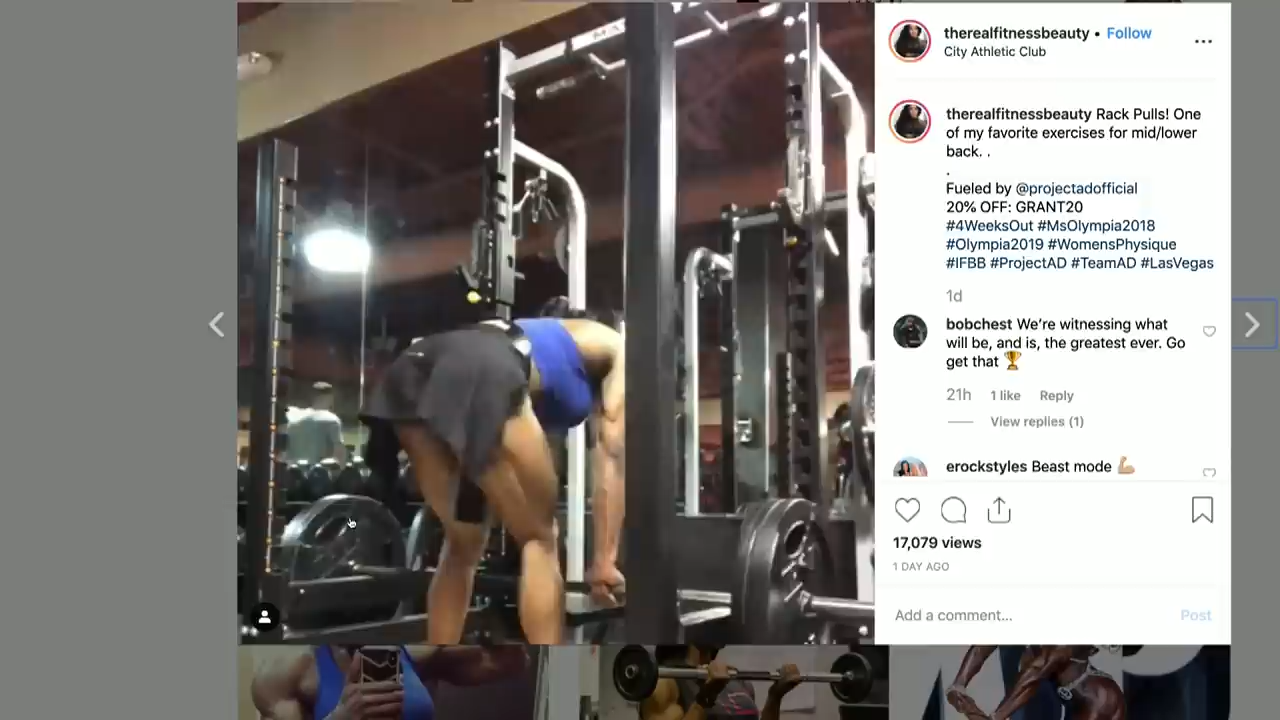 therealfitnessbeauty • Follow
City Athletic Club
therealfitnessbeauty Rack Pulls! One
of my favorite exercises for mid/lower
back. .
.
Fueled by @projectadofficial
20% OFF: GRANT20
#4WeeksOut #MsOlympia2018
#Olympia2019 #WomensPhysique
#IFBB #ProjectAD #TeamAD #LasVegas
1d
bobchest We’re witnessing what
will be, and is, the greatest ever. Go
get that 🏆
21h 1 like Reply
View replies (1)
erockstyles Beast mode 💪🏼
17,079 views
1 DAY AGO
Add a comment... Post